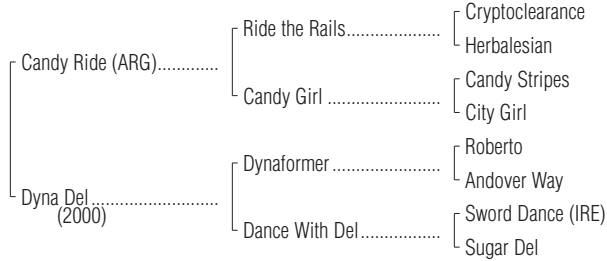 Cryptoclearance
Ride the Rails....................
Herbalesian
Candy Ride (ARG).............
Candy Stripes
Candy Girl ........................
City Girl
Roberto
Dynaformer .......................
Andover Way
Dyna Del...........................
(2000)
Sword Dance (IRE)
Dance With Del.................
Sugar Del